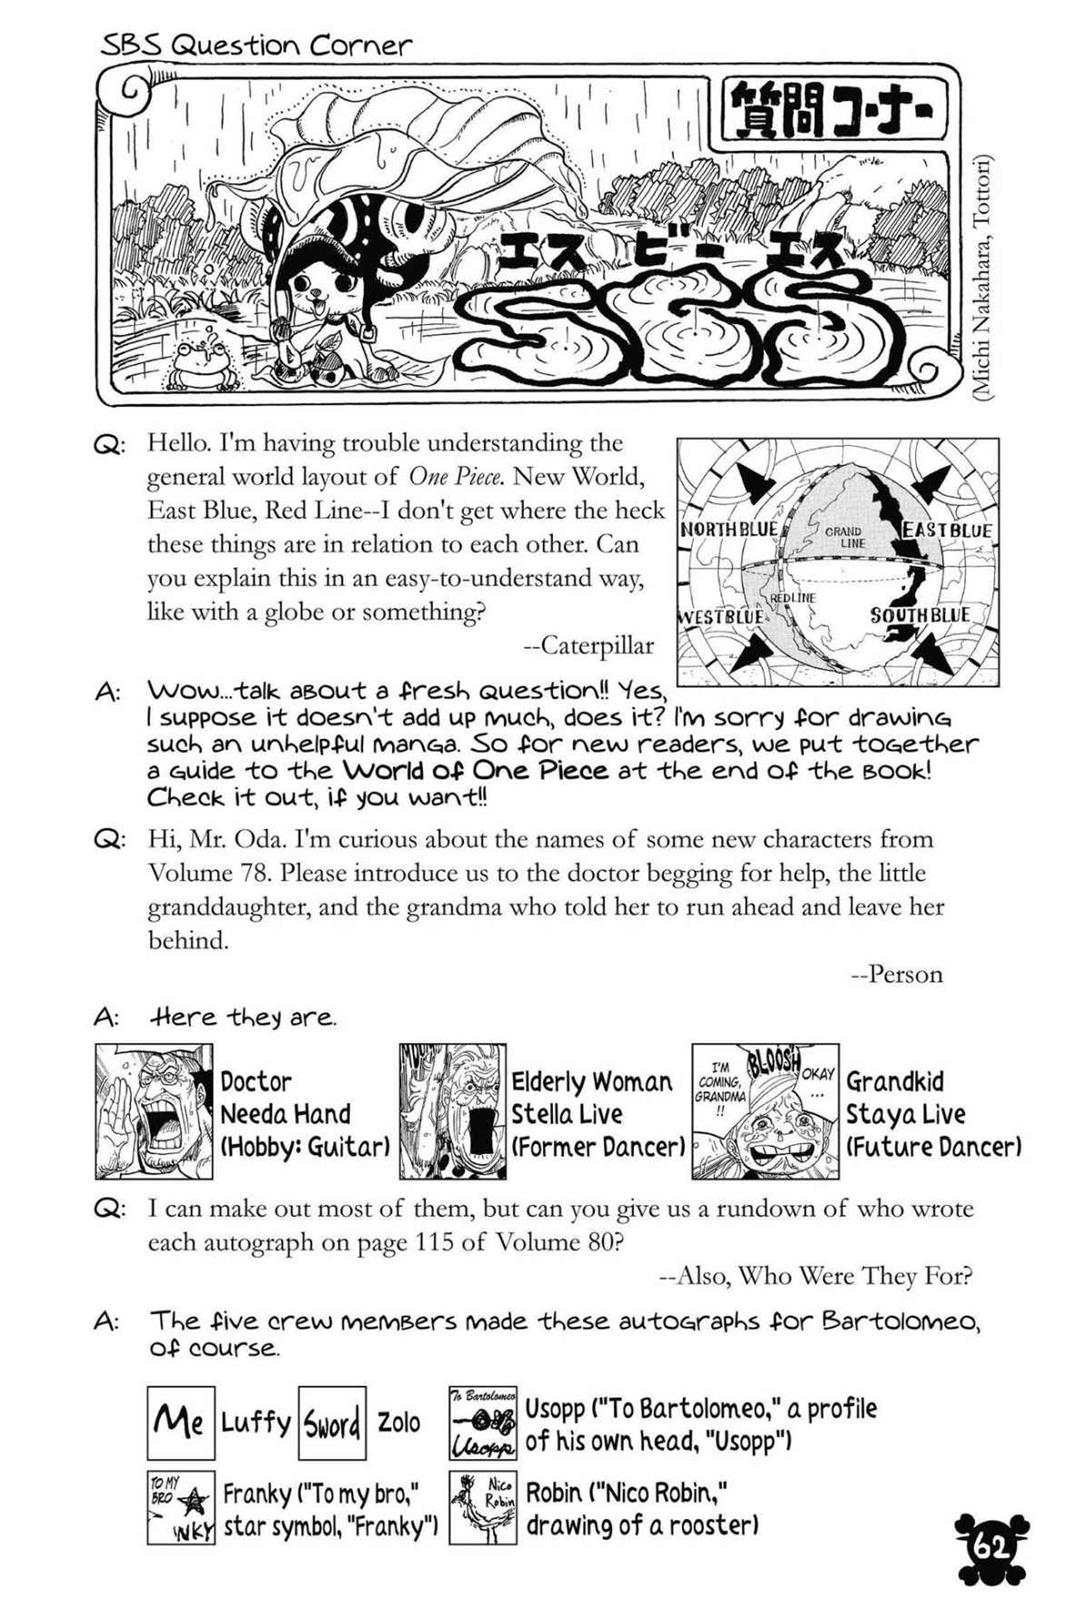 SBS Question Corner
質問コーナー
エスビーエス
SBS
(Michi Nakahara, Tottori)
Q: Hello. I'm having trouble understanding the
general world layout of One Piece. New World,
East Blue, Red Line--I don't get where the heck
these things are in relation to each other. Can
you explain this in an easy-to-understand way,
like with a globe or something?
--Caterpillar
NORTH BLUE
GRAND
LINE
EAST BLUE
RED LINE
WEST BLUE
SOUTH BLUE
A: Wow...talk about a fresh question!! Yes,
I suppose it doesn't add up much, does it? I'm sorry for drawing
such an unhelpful manga. So for new readers, we put together
a guide to the World of One Piece at the end of the book!
Check it out, if you want!!
Q: Hi, Mr. Oda. I'm curious about the names of some new characters from
Volume 78. Please introduce us to the doctor begging for help, the little
granddaughter, and the grandma who told her to run ahead and leave her
behind.
--Person
A: Here they are.
Doctor
Needa Hand
(Hobby: Guitar)
Elderly Woman
Stella Live
(Former Dancer)
I'M
COMING,
GRANDMA
!!
BLOOSH
OKAY
...
Grandkid
Staya Live
(Future Dancer)
Q: I can make out most of them, but can you give us a rundown of who wrote
each autograph on page 115 of Volume 80?
--Also, Who Were They For?
A: The five crew members made these autographs for Bartolomeo,
of course.
Me
Luffy
Sword
Zolo
To Bartolomeo
Usopp
Usopp ("To Bartolomeo," a profile
of his own head, "Usopp")
TO MY
BRO
NKY
Franky ("To my bro,"
star symbol, "Franky")
Nico
Robin
Robin ("Nico Robin,"
drawing of a rooster)
62